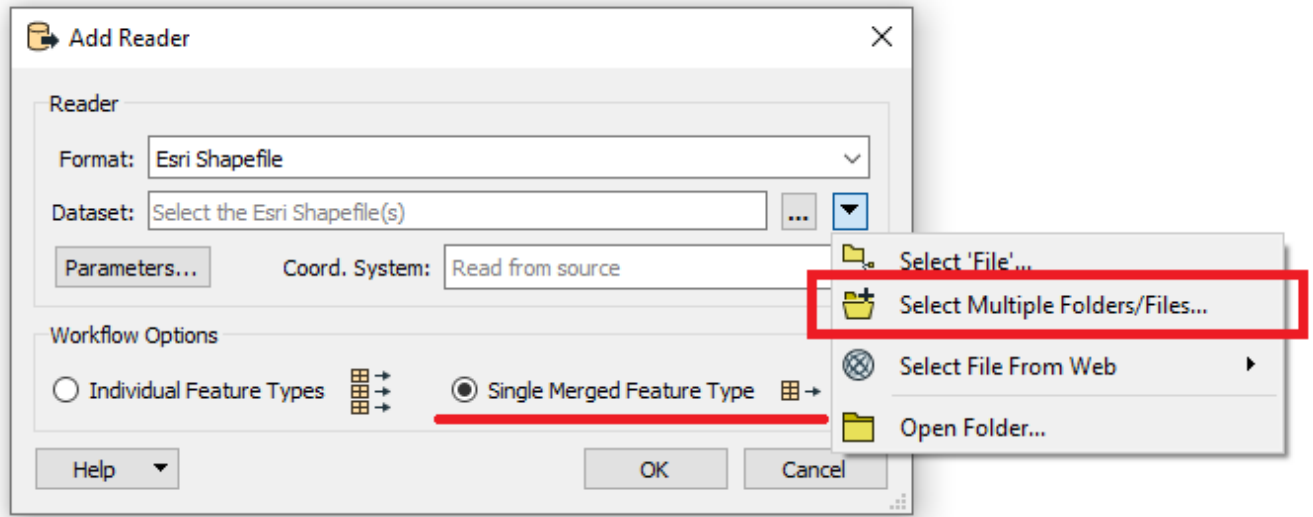 Add Reader
Reader
Format: Esri Shapefile
Dataset: Select the Esri Shapefile(s) ...
Parameters... Coord. System: Read from source
Select 'File'...
Select Multiple Folders/Files...
Select File From Web
Open Folder...
Workflow Options
Individual Feature Types Single Merged Feature Type
Help OK Cancel